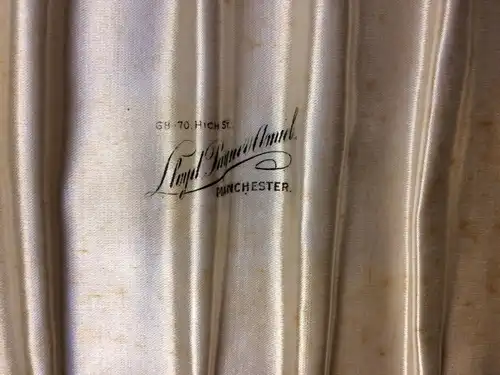 68-70, HIGH ST.
Lloyd Payne & Amiel.
MANCHESTER.